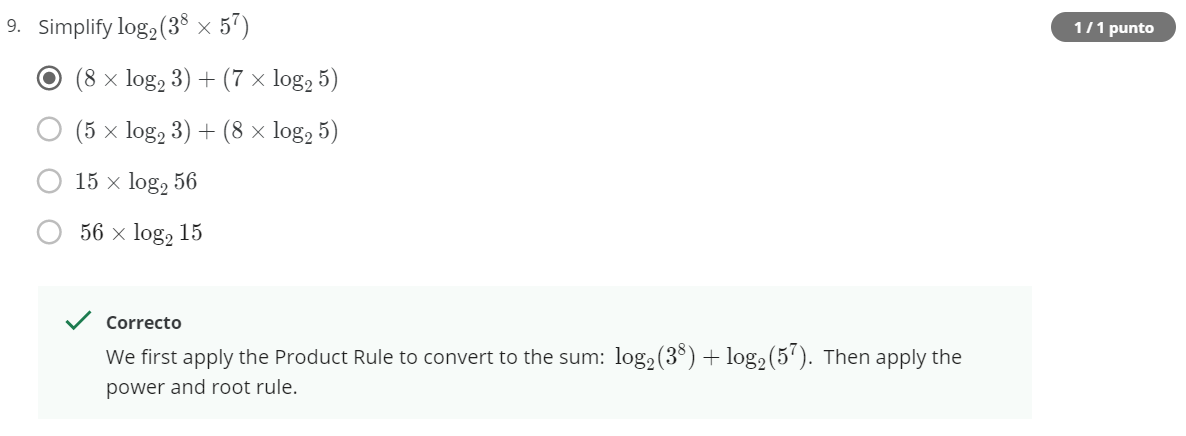 9. Simplify log₂(3⁸ × 5⁷)
1 / 1 punto
(8 × log₂ 3) + (7 × log₂ 5)
(5 × log₂ 3) + (8 × log₂ 5)
15 × log₂ 56
56 × log₂ 15
Correcto
We first apply the Product Rule to convert to the sum: log₂(3⁸) + log₂(5⁷). Then apply the
power and root rule.